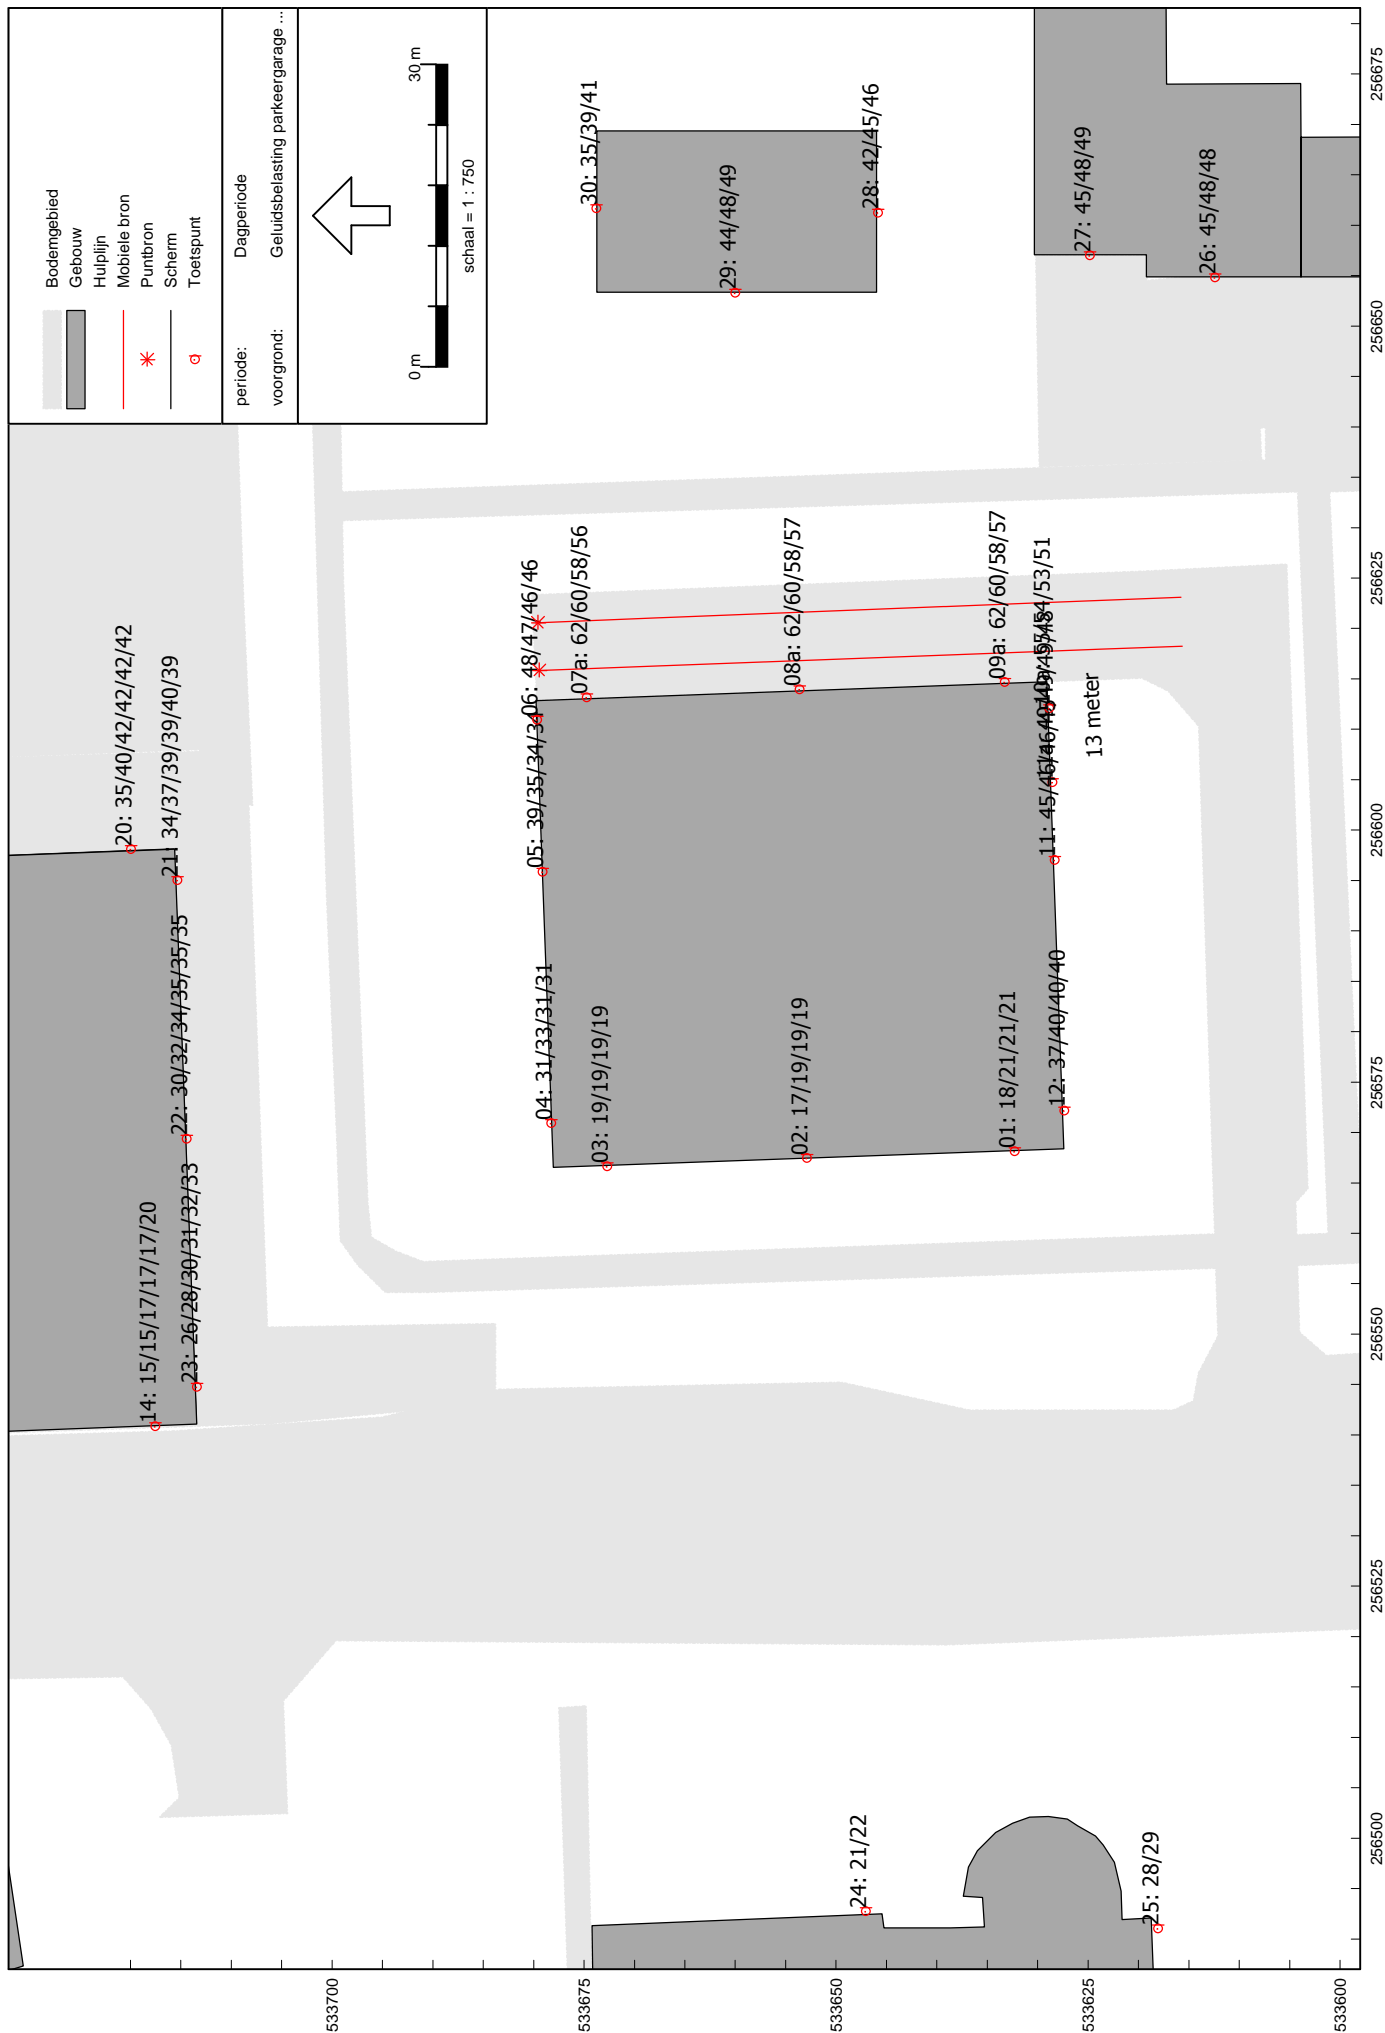 Bodemgebied
Gebouw
Hulplijn
Mobiele bron
Puntbron
Scherm
Toetspunt
periode: Dagperiode
voorgrond: Geluidsbelasting parkeergarage ...
0 m 30 m
schaal = 1 : 750
20: 35/40/42/42/42
21: 34/37/39/39/40/39
22: 30/32/34/35/35/35
14: 15/15/17/17/17/20
23: 26/28/30/31/32/33
30: 35/39/41
29: 44/48/49
28: 42/45/46
06: 48/47/46/46
07a: 62/60/58/56
05: 39/35/34/34
04: 31/33/31/31
03: 19/19/19/19
08a: 62/60/58/57
02: 17/19/19/19
09a: 62/60/58/57
01: 18/21/21/21
12: 37/40/40/40
13 meter
27: 45/48/49
26: 45/48/48
24: 21/22
25: 28/29
533700
533675
533650
533625
533600
256500
256525
256550
256575
256600
256625
256650
256675